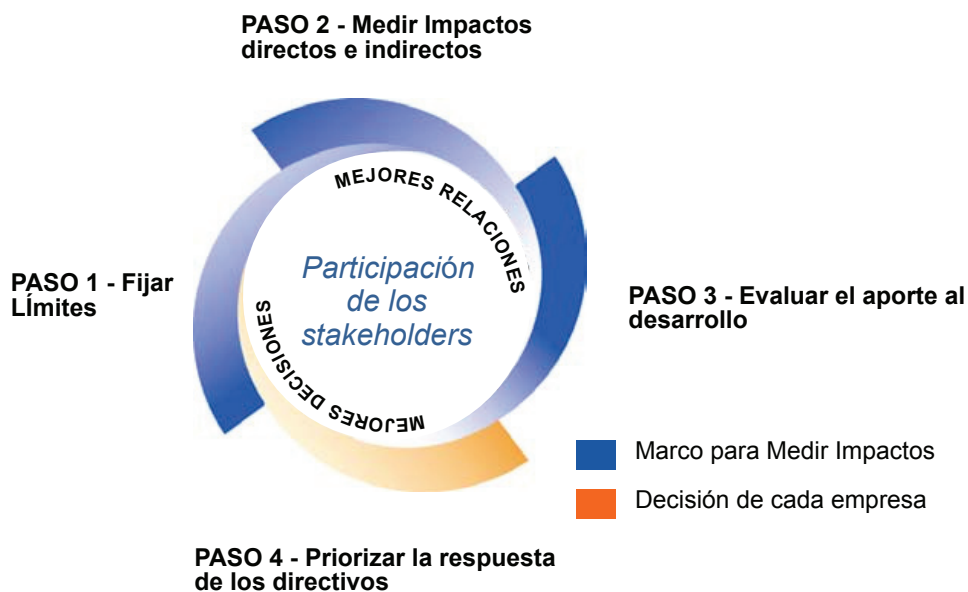 PASO 2 - Medir Impactos
directos e indirectos
MEJORES RELACIONES
Participación
de los
stakeholders
MEJORES DECISIONES
PASO 1 - Fijar
LÍmites
PASO 3 - Evaluar el aporte al
desarrollo
Marco para Medir Impactos
Decisión de cada empresa
PASO 4 - Priorizar la respuesta
de los directivos